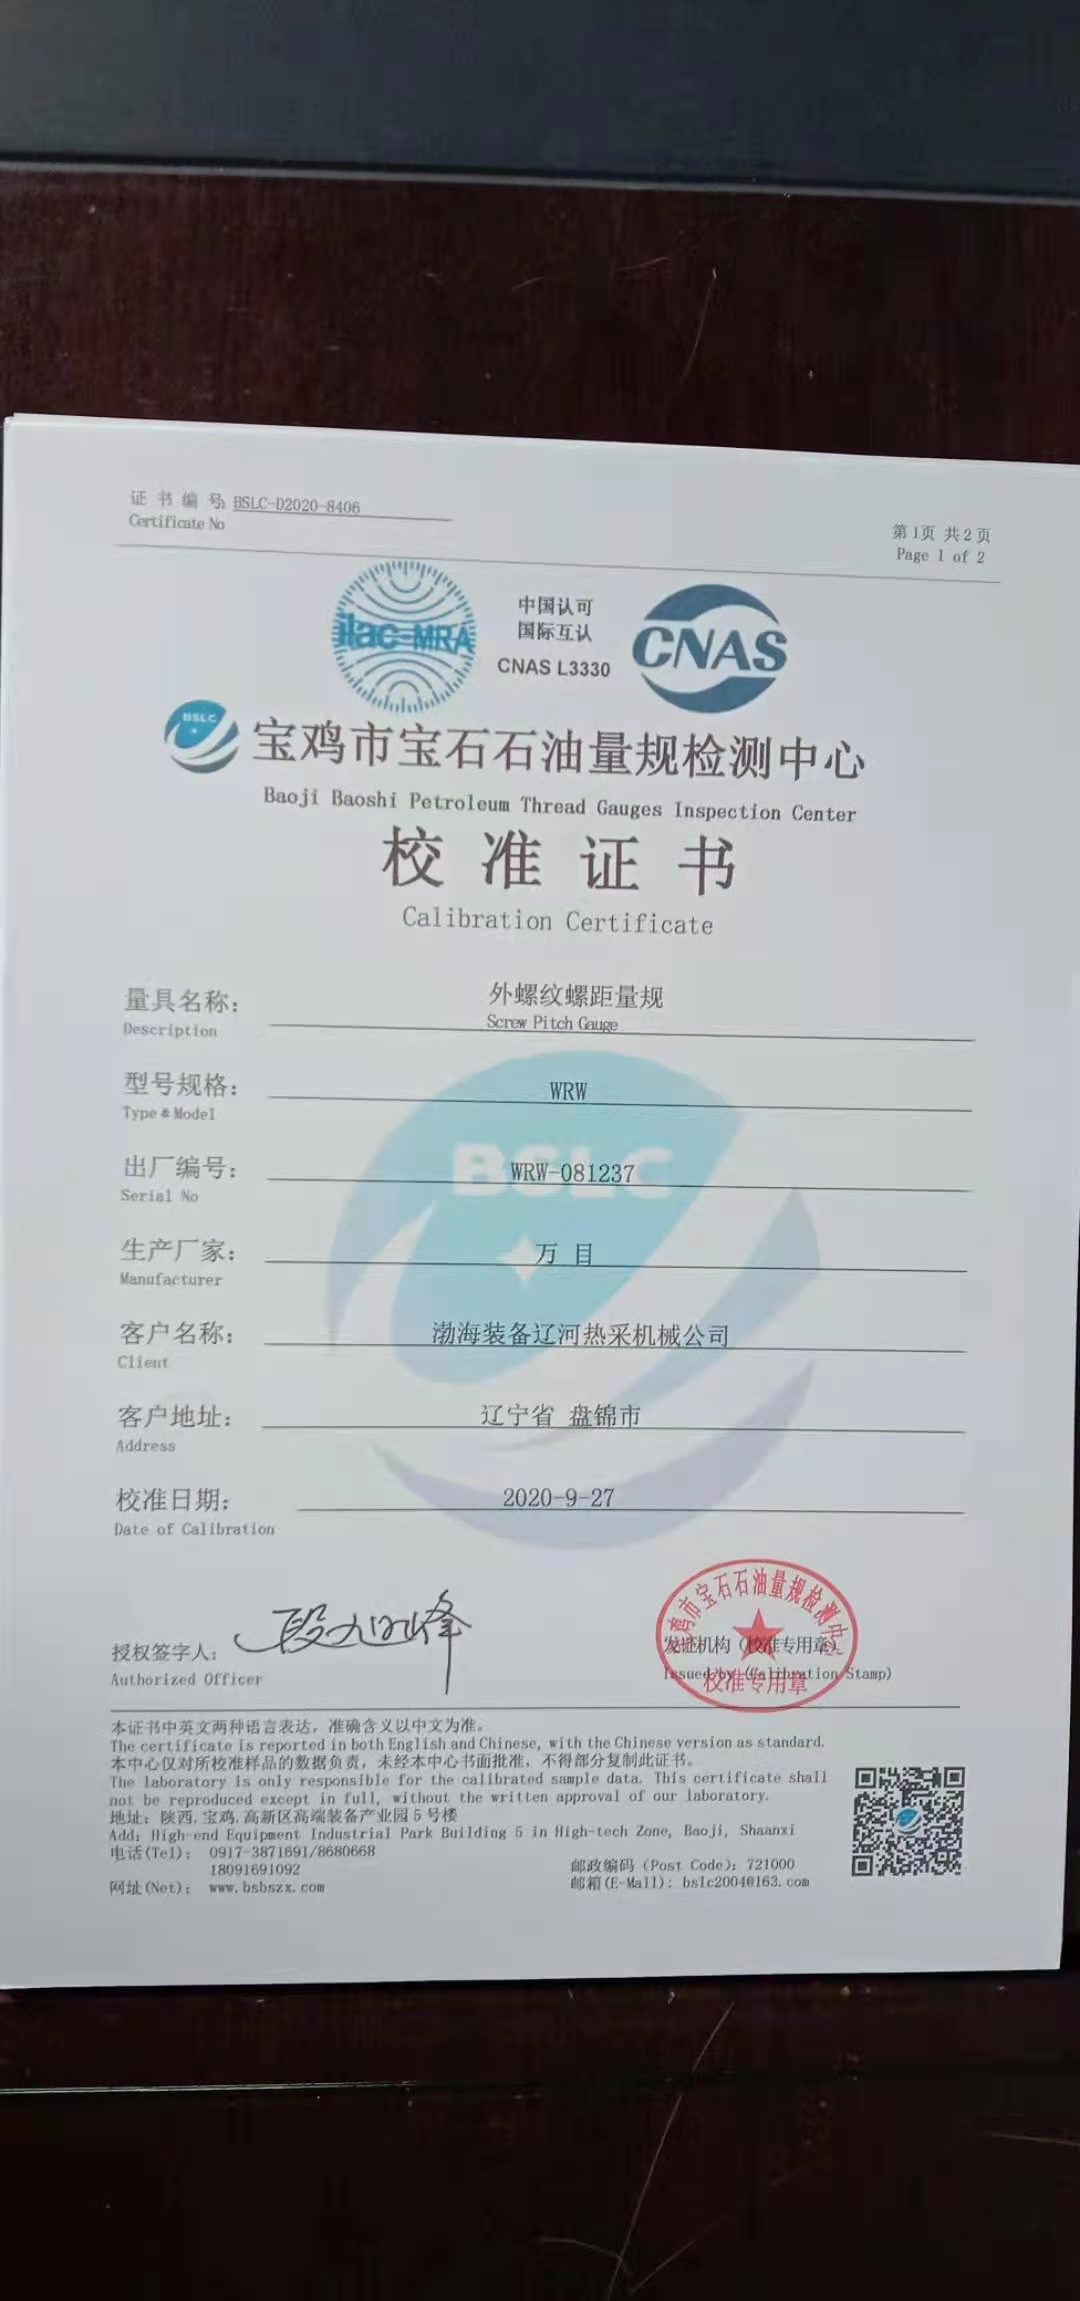 证 书 编 号: BSLC-D2020-8406
Certificate No
第1页 共2页
Page 1 of 2
ilac-MRA
中国认可
国际互认
CNAS L3330
CNAS
BSLC
宝鸡市宝石石油量规检测中心
Baoji Baoshi Petroleum Thread Gauges Inspection Center
校准证书
Calibration Certificate
量具名称: 外螺纹螺距量规
Description Screw Pitch Gauge
型号规格: WRW
Type & Model
BSLC
出厂编号: WRW-081237
Serial No
生产厂家: 万 目
Manufacturer
客户名称: 渤海装备辽河热采机械公司
Client
客户地址: 辽宁省 盘锦市
Address
校准日期: 2020-9-27
Date of Calibration
授权签字人:
Authorized Officer
宝鸡市宝石石油量规检测中心
发证机构(校准专用章)
Issued by (Calibration Stamp)
校准专用章
本证书中英文两种语言表达，准确含义以中文为准。
The certificate is reported in both English and Chinese, with the Chinese version as standard.
本中心仅对所校准样品的数据负责，未经本中心书面批准，不得部分复制此证书。
The laboratory is only responsible for the calibrated sample data. This certificate shall
not be reproduced except in full, without the written approval of our laboratory.
地址: 陕西.宝鸡.高新区高端装备产业园5号楼
Add: High-end Equipment Industrial Park Building 5 in High-tech Zone, Baoji, Shaanxi
电话(Tel): 0917-3871691/8680668
18091691092
邮政编码 (Post Code): 721000
网址(Net): www.bsbszx.com
邮箱(E-Mail): bslc2004@163.com